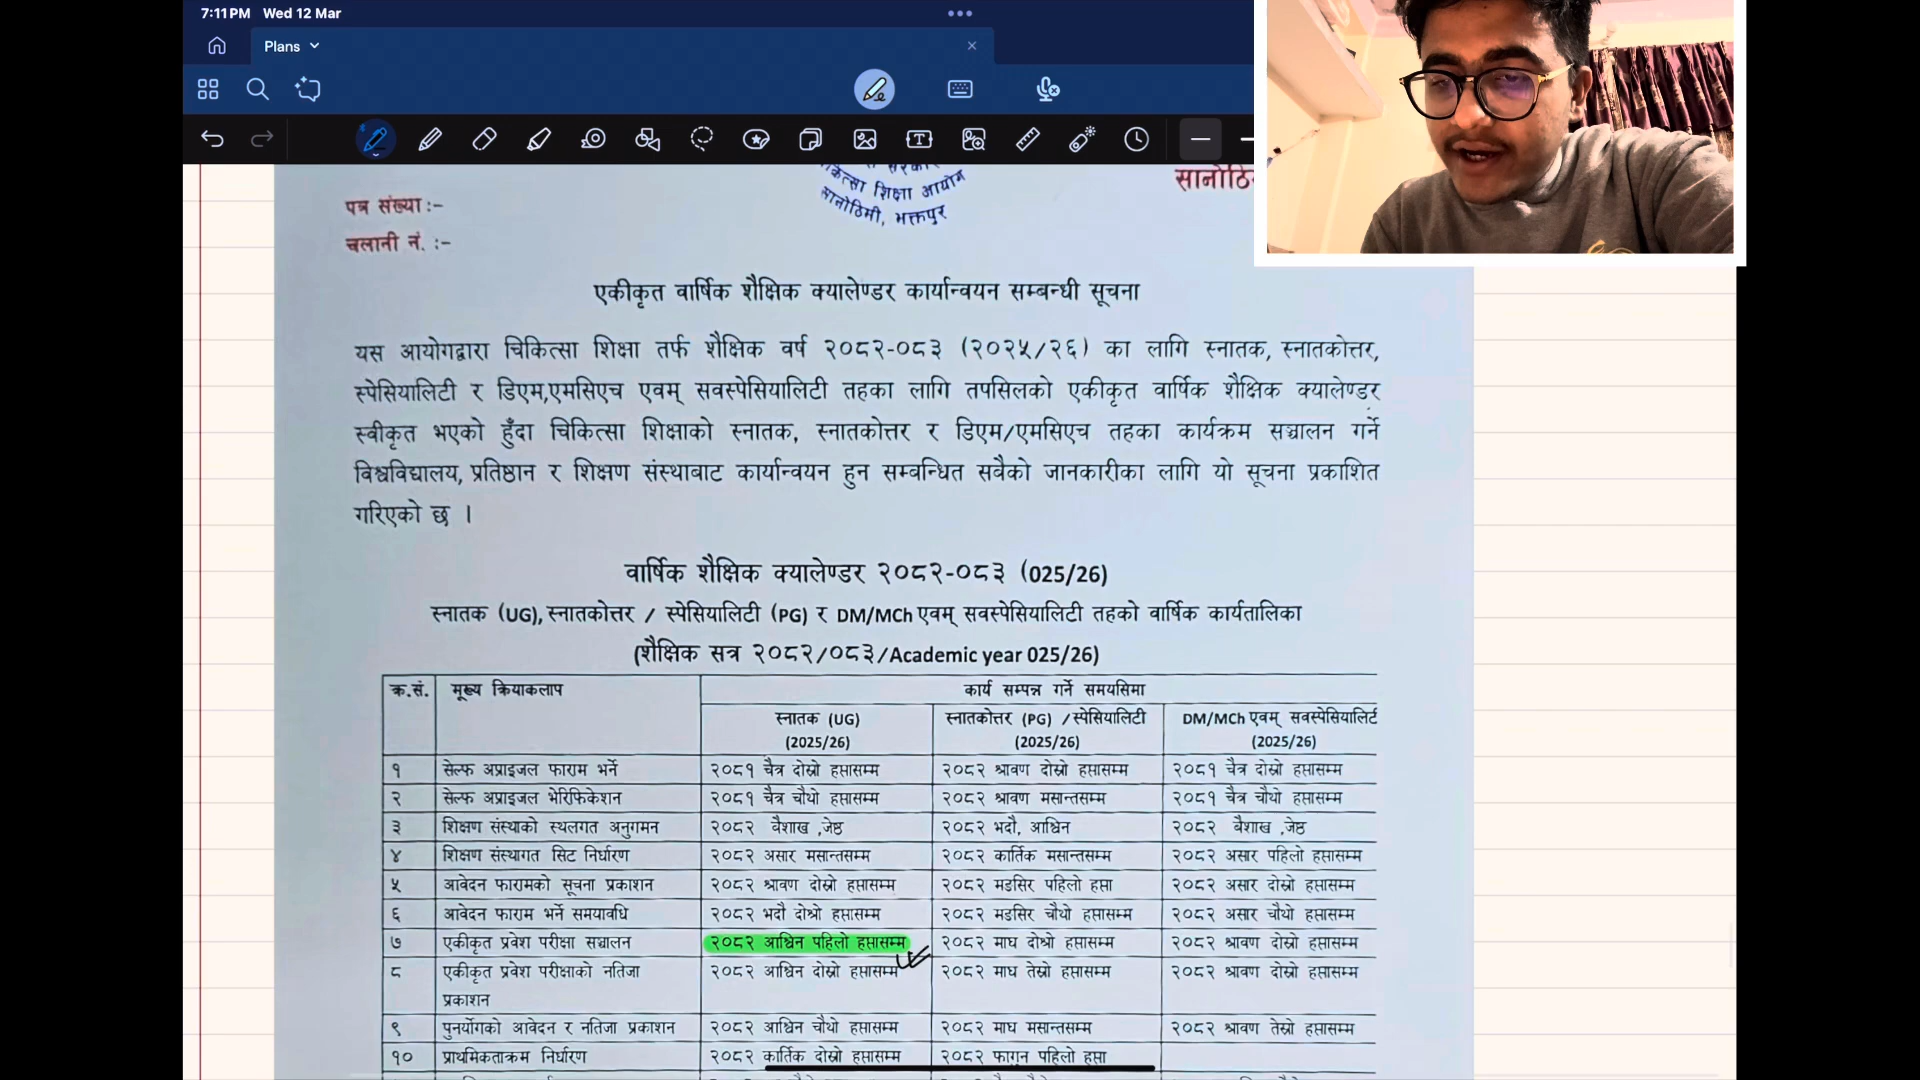 7:11PM Wed 12 Mar
Plans
सानोठि
चिकित्सा शिक्षा आयोग
सानोठिमी, भक्तपुर
पत्र संख्या :-
चलानी नं. :-
एकीकृत वार्षिक शैक्षिक क्यालेण्डर कार्यान्वयन सम्बन्धी सूचना
यस आयोगद्वारा चिकित्सा शिक्षा तर्फ शैक्षिक वर्ष २०८२-०८३ (२०२५/२६) का लागि स्नातक, स्नातकोत्तर,
स्पेसियालिटी र डिएम,एमसिएच एवम् सवस्पेसियालिटी तहका लागि तपसिलको एकीकृत वार्षिक शैक्षिक क्यालेण्डर
स्वीकृत भएको हुँदा चिकित्सा शिक्षाको स्नातक, स्नातकोत्तर र डिएम/एमसिएच तहका कार्यक्रम सञ्चालन गर्ने
विश्वविद्यालय, प्रतिष्ठान र शिक्षण संस्थाबाट कार्यान्वयन हुन सम्बन्धित सवैको जानकारीका लागि यो सूचना प्रकाशित
गरिएको छ ।
वार्षिक शैक्षिक क्यालेण्डर २०८२-०८३ (025/26)
स्नातक (UG), स्नातकोत्तर / स्पेसियालिटी (PG) र DM/MCh एवम् सवस्पेसियालिटी तहको वार्षिक कार्यतालिका
(शैक्षिक सत्र २०८२/०८३/Academic year 025/26)
क्र.सं. मूख्य क्रियाकलाप कार्य सम्पन्न गर्ने समयसिमा
स्नातक (UG) स्नातकोत्तर (PG) /स्पेसियालिटी DM/MCh एवम् सवस्पेसियालिटी
(2025/26) (2025/26) (2025/26)
१ सेल्फ अप्राइजल फाराम भर्ने २०८१ चैत्र दोस्रो हप्तासम्म २०८२ श्रावण दोस्रो हप्तासम्म २०८१ चैत्र दोस्रो हप्तासम्म
२ सेल्फ अप्राइजल भेरिफिकेशन २०८१ चैत्र चौथो हप्तासम्म २०८२ श्रावण मसान्तसम्म २०८१ चैत्र चौथो हप्तासम्म
३ शिक्षण संस्थाको स्थलगत अनुगमन २०८२ वैशाख ,जेष्ठ २०८२ भदौ, आश्विन २०८२ वैशाख ,जेष्ठ
४ शिक्षण संस्थागत सिट निर्धारण २०८२ असार मसान्तसम्म २०८२ कार्तिक मसान्तसम्म २०८२ असार पहिलो हप्तासम्म
५ आवेदन फारामको सूचना प्रकाशन २०८२ श्रावण दोस्रो हप्तासम्म २०८२ मङसिर पहिलो हप्ता २०८२ असार दोस्रो हप्तासम्म
६ आवेदन फाराम भर्ने समयावधि २०८२ भदौ दोश्रो हप्तासम्म २०८२ मङसिर चौथो हप्तासम्म २०८२ असार चौथो हप्तासम्म
७ एकीकृत प्रवेश परीक्षा सञ्चालन २०८२ आश्विन पहिलो हप्तासम्म २०८२ माघ दोश्रो हप्तासम्म २०८२ श्रावण दोस्रो हप्तासम्म
८ एकीकृत प्रवेश परीक्षाको नतिजा २०८२ आश्विन दोस्रो हप्तासम्म २०८२ माघ तेस्रो हप्तासम्म २०८२ श्रावण दोस्रो हप्तासम्म
प्रकाशन
९ पुनर्योगको आवेदन र नतिजा प्रकाशन २०८२ आश्विन चौथो हप्तासम्म २०८२ माघ मसान्तसम्म २०८२ श्रावण तेस्रो हप्तासम्म
१० प्राथमिकताक्रम निर्धारण २०८२ कार्तिक दोस्रो हप्तासम्म २०८२ फागुन पहिलो हप्ता